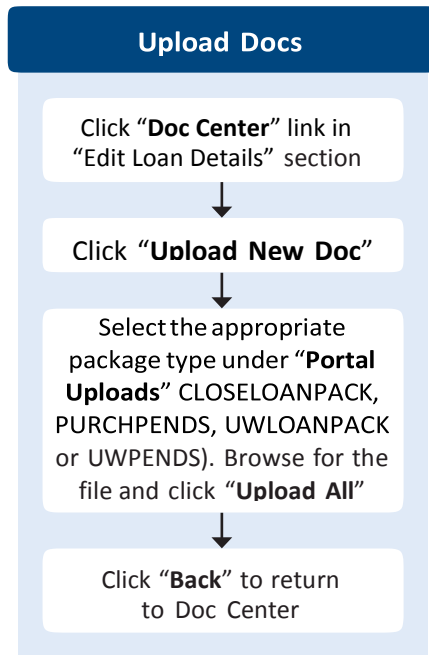 Upload Docs
Click “Doc Center” link in
“Edit Loan Details” section
Click “Upload New Doc”
Select the appropriate
package type under “Portal
Uploads” CLOSELOANPACK,
PURCHPENDS, UWLOANPACK
or UWPENDS). Browse for the
file and click “Upload All”
Click “Back” to return
to Doc Center